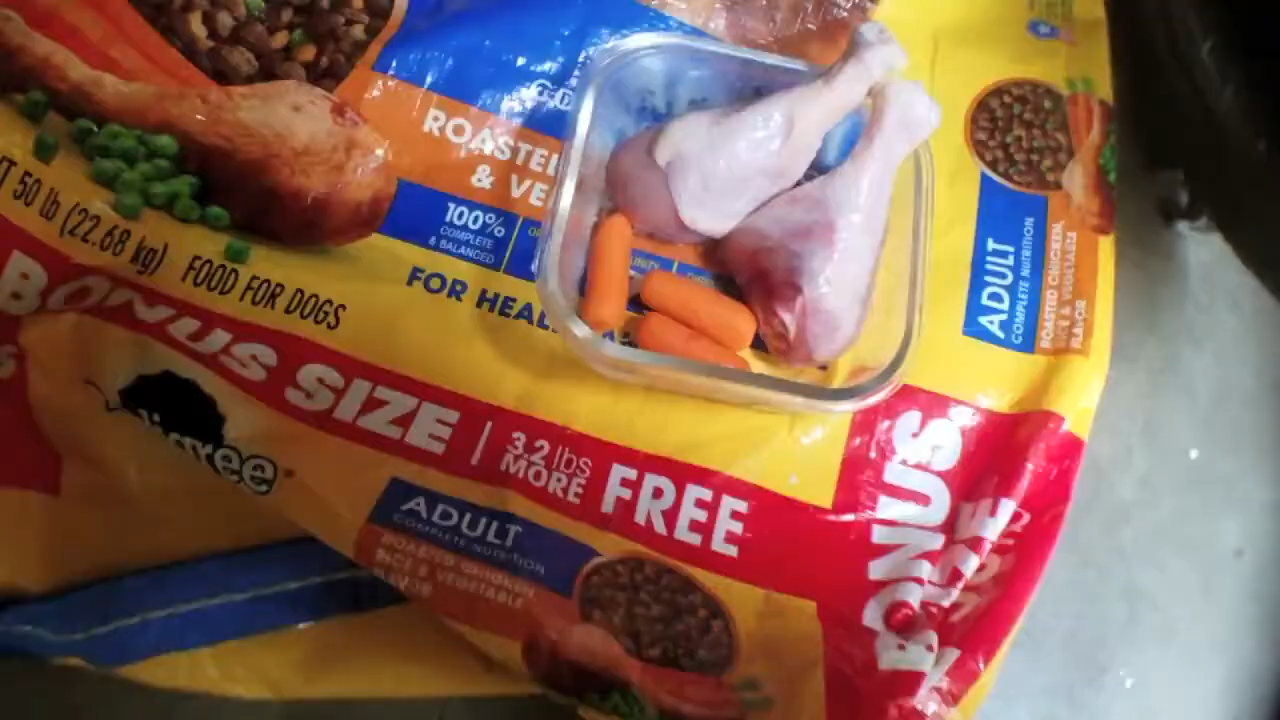 ROASTE
& VE
100%
COMPLETE
& BALANCED
50 lb (22.68 kg)
FOOD FOR DOGS
FOR HEAL
BONUS SIZE
3.2 lbs
MORE
FREE
ADULT
COMPLETE NUTRITION
ROASTED CHICKEN,
RICE & VEGETABLE
FLAVOR
ADULT
COMPLETE NUTRITION
ROASTED CHICKEN
RICE & VEGETABLE
BONUS